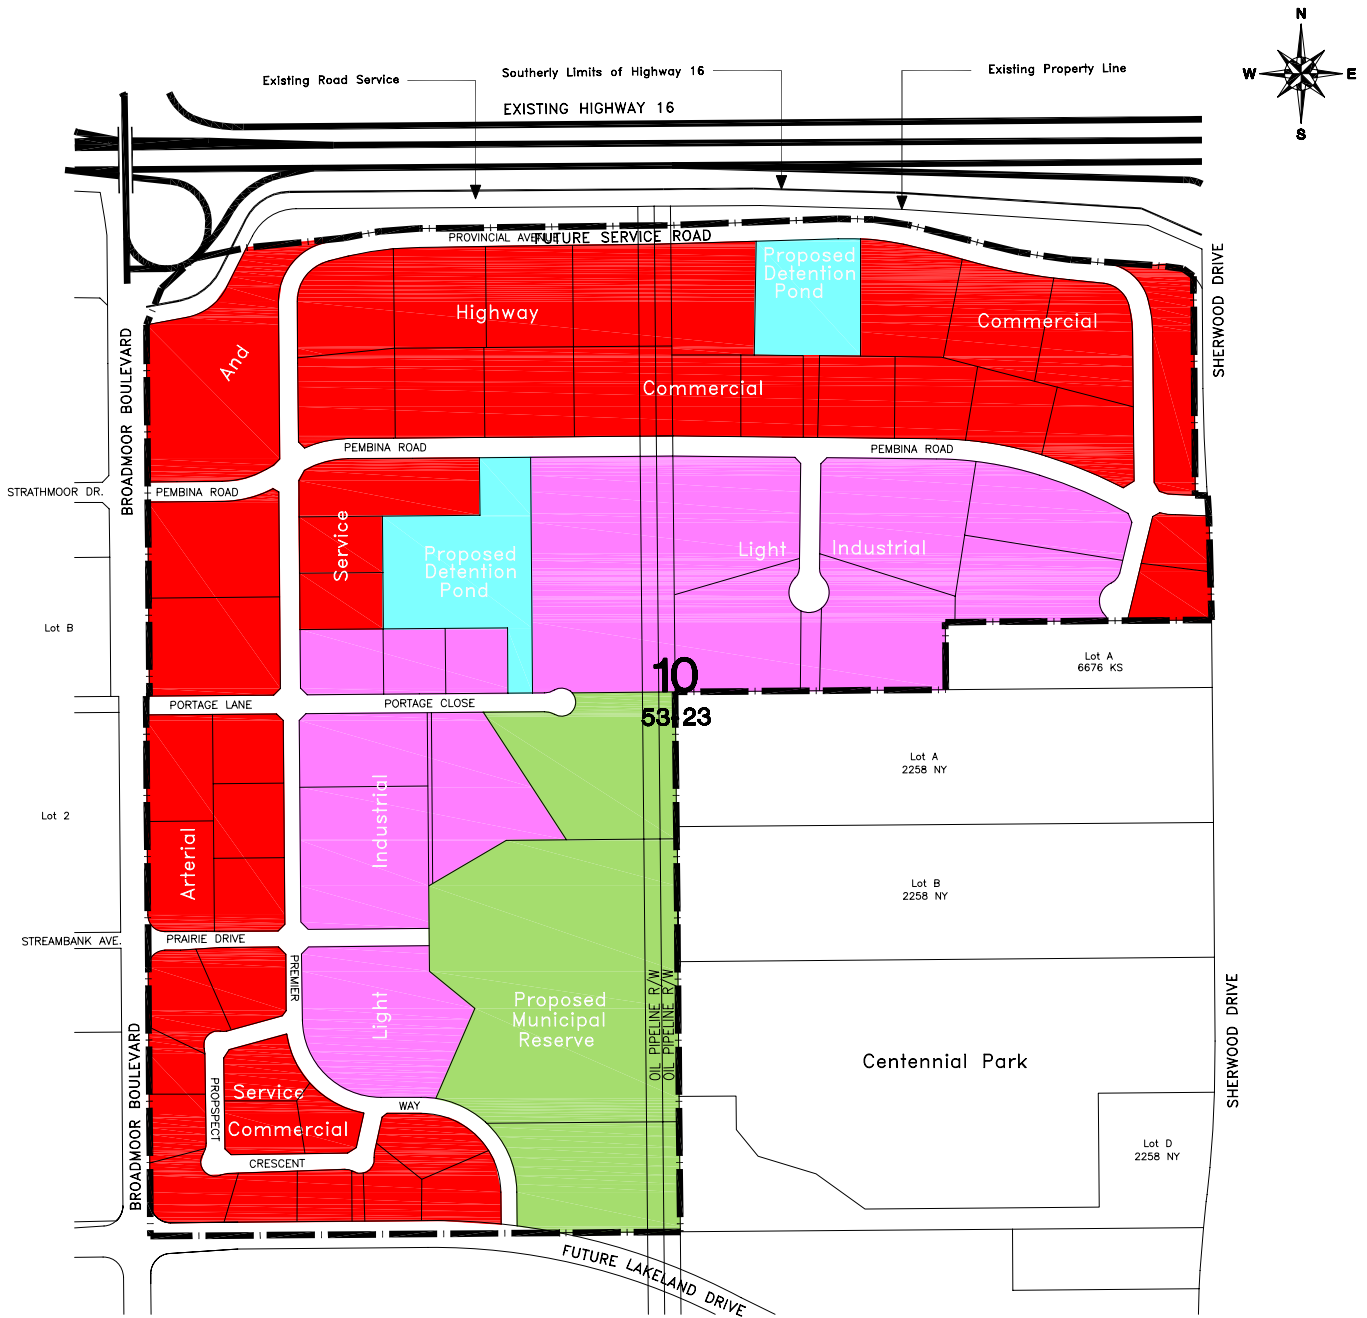 N
W E
S
Existing Road Service
Southerly Limits of Highway 16
Existing Property Line
EXISTING HIGHWAY 16
PROVINCIAL AVENUE
FUTURE SERVICE ROAD
SHERWOOD DRIVE
Proposed
Detention
Pond
Highway
Commercial
And
Commercial
BROADMOOR BOULEVARD
PEMBINA ROAD
PEMBINA ROAD
STRATHMOOR DR.
PEMBINA ROAD
Service
Proposed
Detention
Pond
Light Industrial
Lot B
Lot A
6676 KS
10
53-23
PORTAGE LANE
PORTAGE CLOSE
Lot A
2258 NY
Lot 2
Industrial
Arterial
Lot B
2258 NY
STREAMBANK AVE.
PRAIRIE DRIVE
PREMIER
Light
Proposed
Municipal
Reserve
OIL PIPELINE R/W
OIL PIPELINE R/W
SHERWOOD DRIVE
Centennial Park
BROADMOOR BOULEVARD
PROPSPECT
Service
Commercial
WAY
CRESCENT
Lot D
2258 NY
FUTURE LAKELAND DRIVE